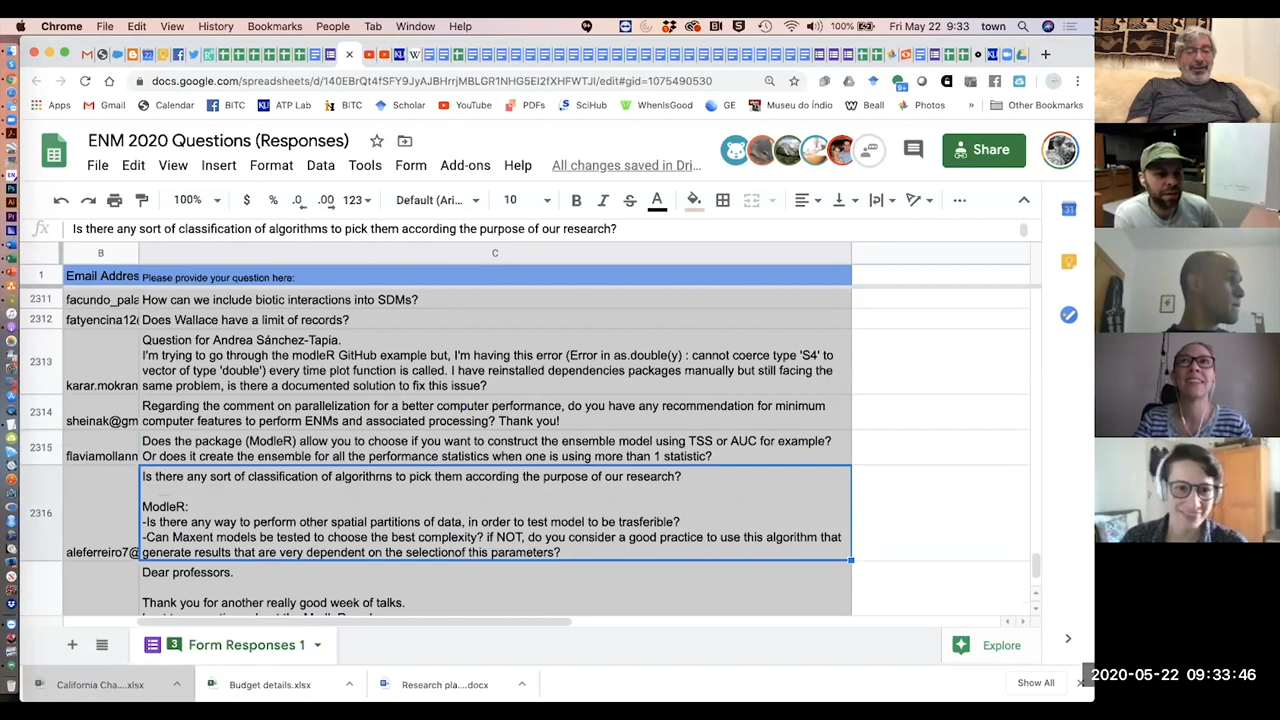 Chrome File Edit View History Bookmarks People Tab Window Help 100% Fri May 22 9:33 town
docs.google.com/spreadsheets/d/140EBrQt4fSFY9JyAJBHrrjMBLGRTNHG5EI2fXHFWTJI/edit#gid=1075490530
Apps Gmail Calendar BITC ATP Lab BITC Scholar YouTube PDFs SciHub WhenIsGood GE Museu do Índio Beall Photos » Other Bookmarks
ENM 2020 Questions (Responses)
Share
File Edit View Insert Format Data Tools Form Add-ons Help All changes saved in Dri...
100% $ % .0 .00 123 Default (Ari... 10 B I S A
fx Is there any sort of classification of algorithms to pick them according the purpose of our research?
B C
1 Email Addres Please provide your question here:
2311 facundo_pala How can we include biotic interactions into SDMs?
2312 fatyencina12@ Does Wallace have a limit of records?
Question for Andrea Sánchez-Tapia.
2313 I'm trying to go through the modleR GitHub example but, I'm having this error (Error in as.double(y) : cannot coerce type 'S4' to
vector of type 'double') every time plot function is called. I have reinstalled dependencies packages manually but still facing the
karar.mokran same problem, is there a documented solution to fix this issue?
2314 Regarding the comment on parallelization for a better computer performance, do you have any recommendation for minimum
sheinak@gm computer features to perform ENMs and associated processing? Thank you!
2315 Does the package (ModleR) allow you to choose if you want to construct the ensemble model using TSS or AUC for example?
flaviamollann Or does it create the ensemble for all the performance statistics when one is using more than 1 statistic?
Is there any sort of classification of algorithms to pick them according the purpose of our research?
2316 ModleR:
-Is there any way to perform other spatial partitions of data, in order to test model to be trasferible?
-Can Maxent models be tested to choose the best complexity? if NOT, do you consider a good practice to use this algorithm that
aleferreiro7@ generate results that are very dependent on the selectionof this parameters?
Dear professors.
Thank you for another really good week of talks.
3 Form Responses 1
Explore
California Cha....xlsx Budget details.xlsx Research pla....docx Show All
2020-05-22 09:33:46